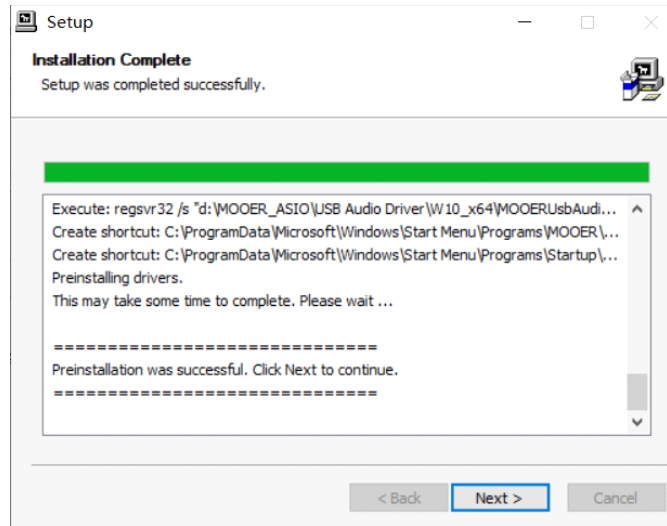 Setup
Installation Complete
Setup was completed successfully.
Execute: regsvr32 /s "d:\MOOER_ASIO\USB Audio Driver\W10_x64\MOOERUsbAudi...
Create shortcut: C:\ProgramData\Microsoft\Windows\Start Menu\Programs\MOOER\...
Create shortcut: C:\ProgramData\Microsoft\Windows\Start Menu\Programs\Startup\...
Preinstalling drivers.
This may take some time to complete. Please wait ...
==============================
Preinstallation was successful. Click Next to continue.
==============================
< Back Next > Cancel